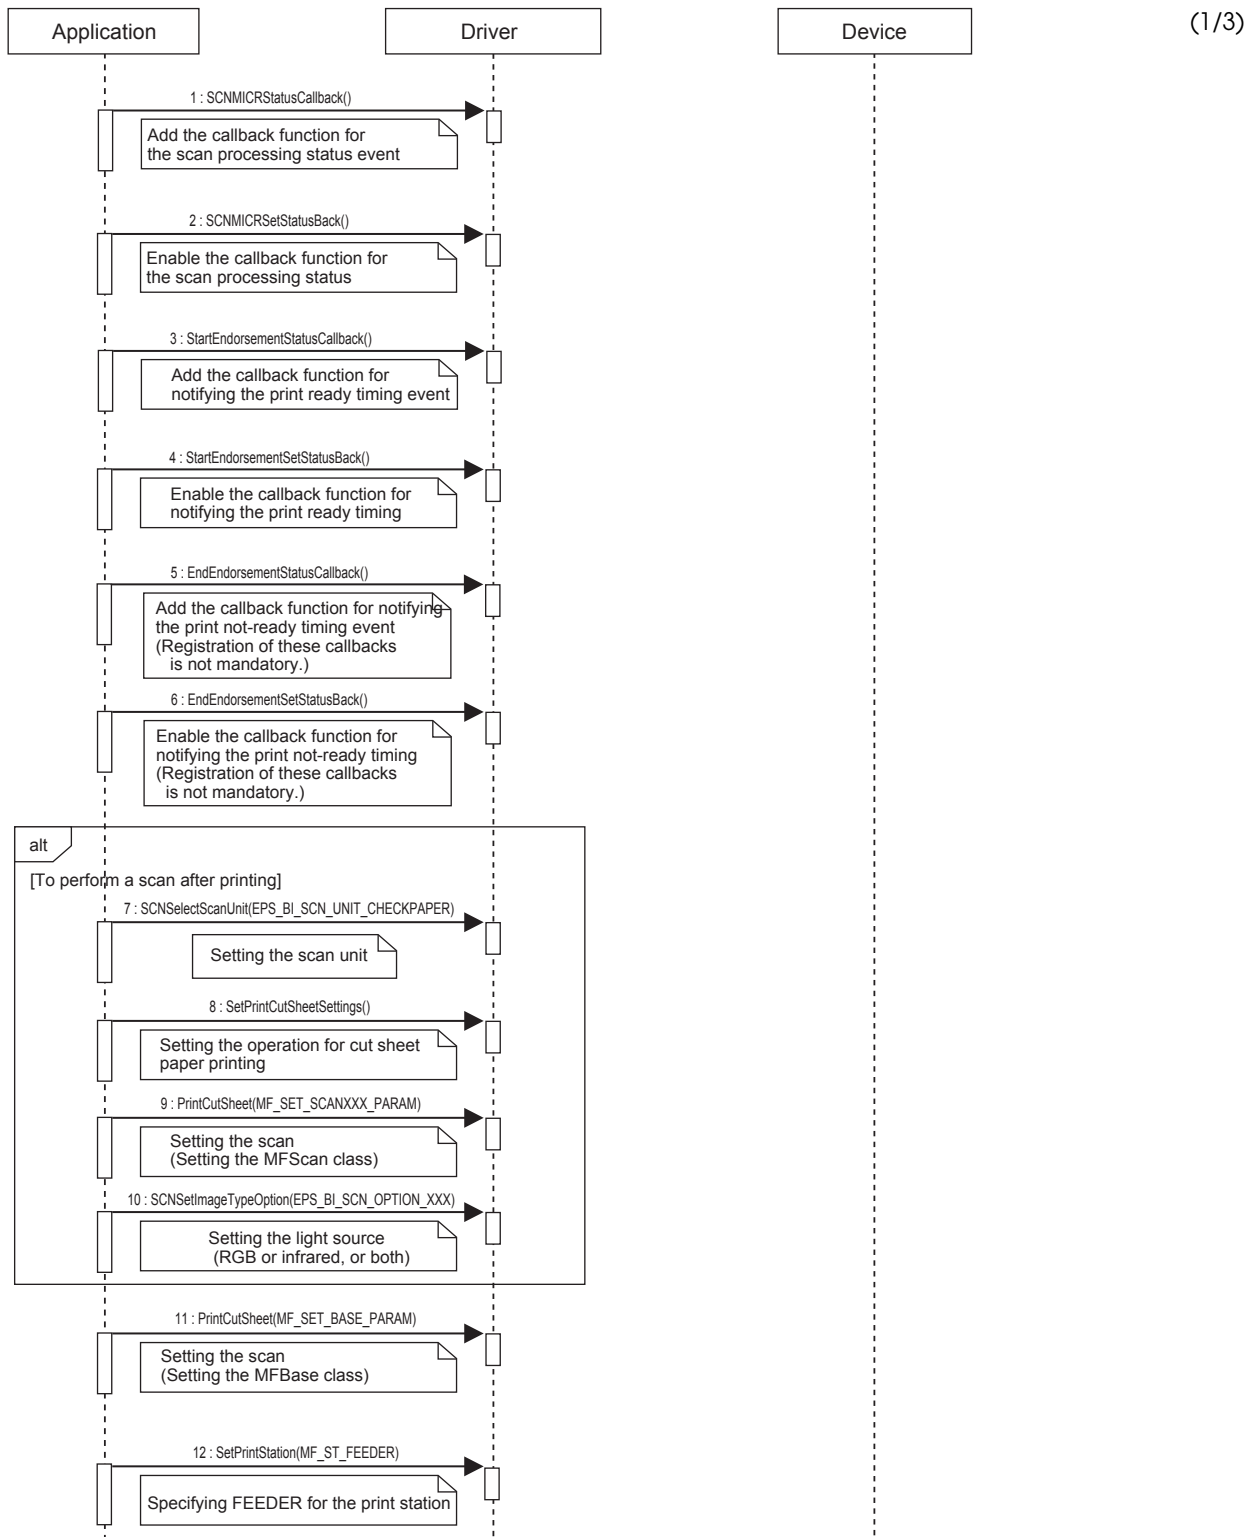 Application
Driver
Device
(1/3)
1 : SCNMICRStatusCallback()
Add the callback function for
the scan processing status event
2 : SCNMICRSetStatusBack()
Enable the callback function for
the scan processing status
3 : StartEndorsementStatusCallback()
Add the callback function for
notifying the print ready timing event
4 : StartEndorsementSetStatusBack()
Enable the callback function for
notifying the print ready timing
5 : EndEndorsementStatusCallback()
Add the callback function for notifying
the print not-ready timing event
(Registration of these callbacks
is not mandatory.)
6 : EndEndorsementSetStatusBack()
Enable the callback function for
notifying the print not-ready timing
(Registration of these callbacks
is not mandatory.)
alt
[To perform a scan after printing]
7 : SCNSelectScanUnit(EPS_BI_SCN_UNIT_CHECKPAPER)
Setting the scan unit
8 : SetPrintCutSheetSettings()
Setting the operation for cut sheet
paper printing
9 : PrintCutSheet(MF_SET_SCANXXX_PARAM)
Setting the scan
(Setting the MFScan class)
10 : SCNSetImageTypeOption(EPS_BI_SCN_OPTION_XXX)
Setting the light source
(RGB or infrared, or both)
11 : PrintCutSheet(MF_SET_BASE_PARAM)
Setting the scan
(Setting the MFBase class)
12 : SetPrintStation(MF_ST_FEEDER)
Specifying FEEDER for the print station